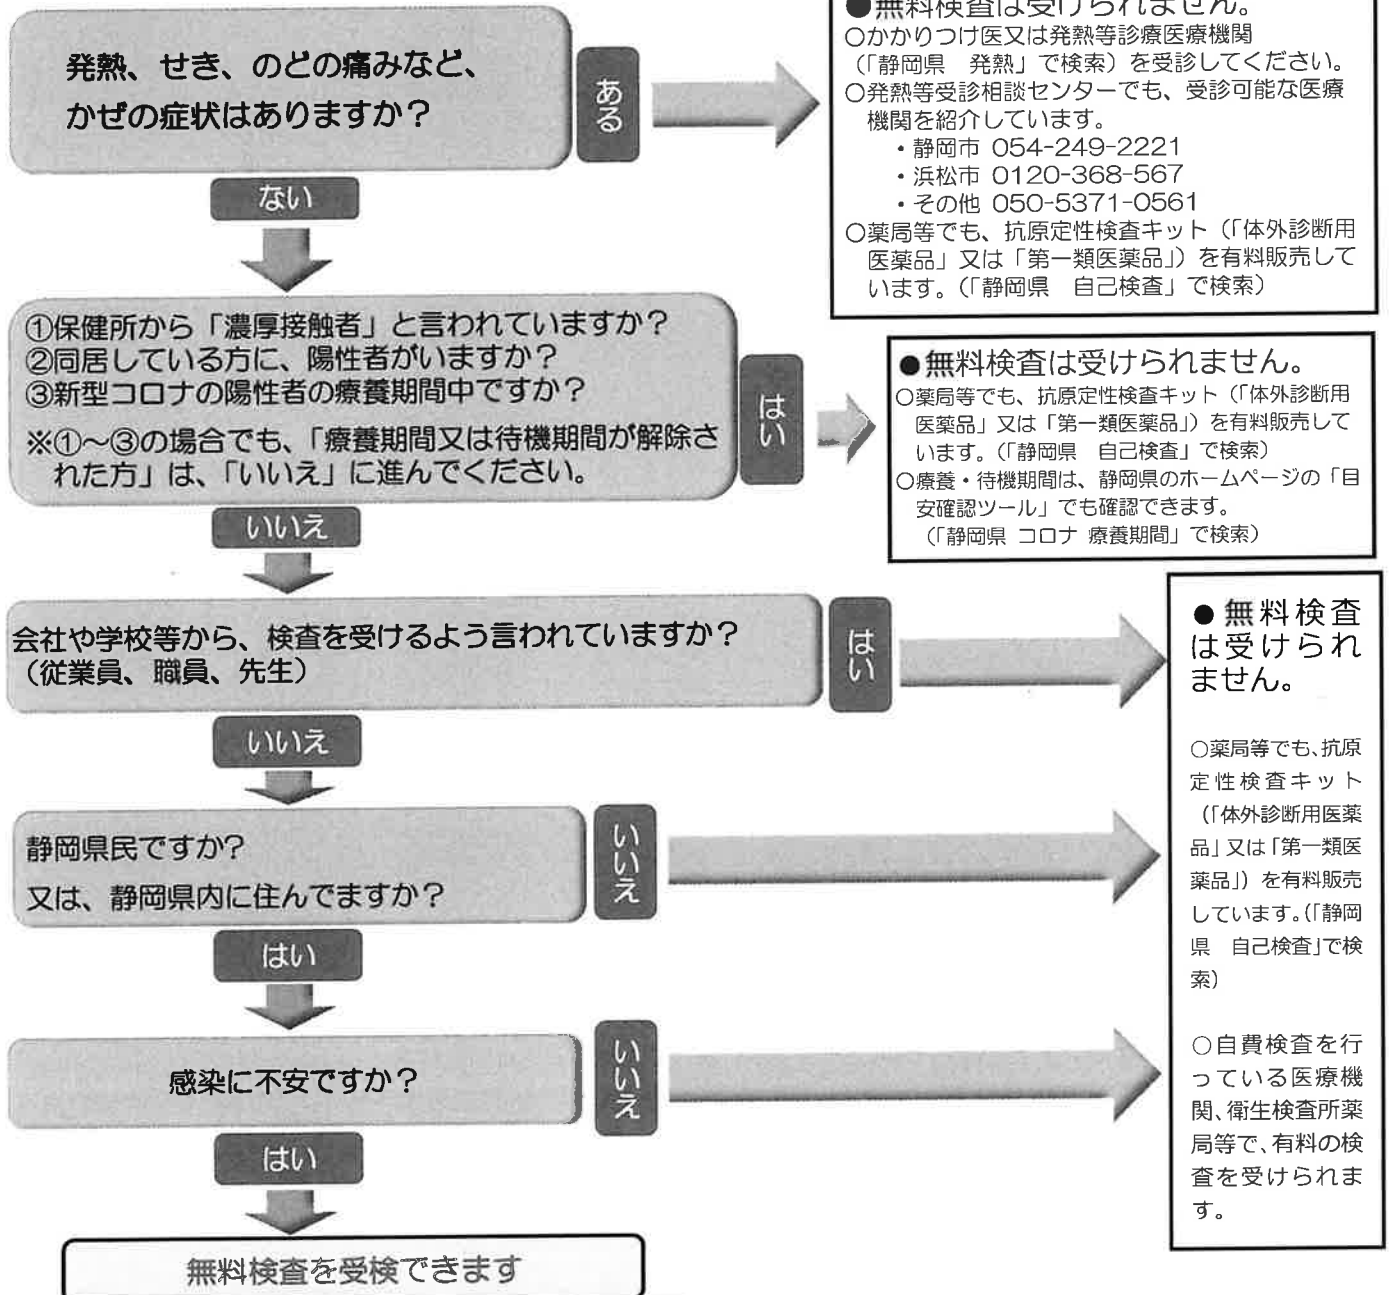 ●無料検査は受けられません。
○かかりつけ医又は発熱等診療医療機関
（「静岡県　発熱」で検索）を受診してください。
○発熱等受診相談センターでも、受診可能な医療
機関を紹介しています。
・静岡市 054-249-2221
・浜松市 0120-368-567
・その他 050-5371-0561
○薬局等でも、抗原定性検査キット（「体外診断用
医薬品」又は「第一類医薬品」）を有料販売して
います。（「静岡県　自己検査」で検索）
発熱、せき、のどの痛みなど、
かぜの症状はありますか？
ある
ない
①保健所から「濃厚接触者」と言われていますか？
②同居している方に、陽性者がいますか？
③新型コロナの陽性者の療養期間中ですか？
※①～③の場合でも、「療養期間又は待機期間が解除さ
れた方」は、「いいえ」に進んでください。
はい
●無料検査は受けられません。
○薬局等でも、抗原定性検査キット（「体外診断用
医薬品」又は「第一類医薬品」）を有料販売して
います。（「静岡県　自己検査」で検索）
○療養・待機期間は、静岡県のホームページの「目
安確認ツール」でも確認できます。
（「静岡県 コロナ 療養期間」で検索）
いいえ
会社や学校等から、検査を受けるよう言われていますか？
（従業員、職員、先生）
はい
いいえ
静岡県民ですか？
又は、静岡県内に住んでますか？
いいえ
はい
感染に不安ですか？
いいえ
はい
無料検査を受検できます
●無料検査
は受けられ
ません。
○薬局等でも、抗原
定性検査キット
（「体外診断用医薬
品」又は「第一類医
薬品」）を有料販売
しています。（「静岡
県　自己検査」で検
索）
○自費検査を行
っている医療機
関、衛生検査所薬
局等で、有料の検
査を受けられま
す。